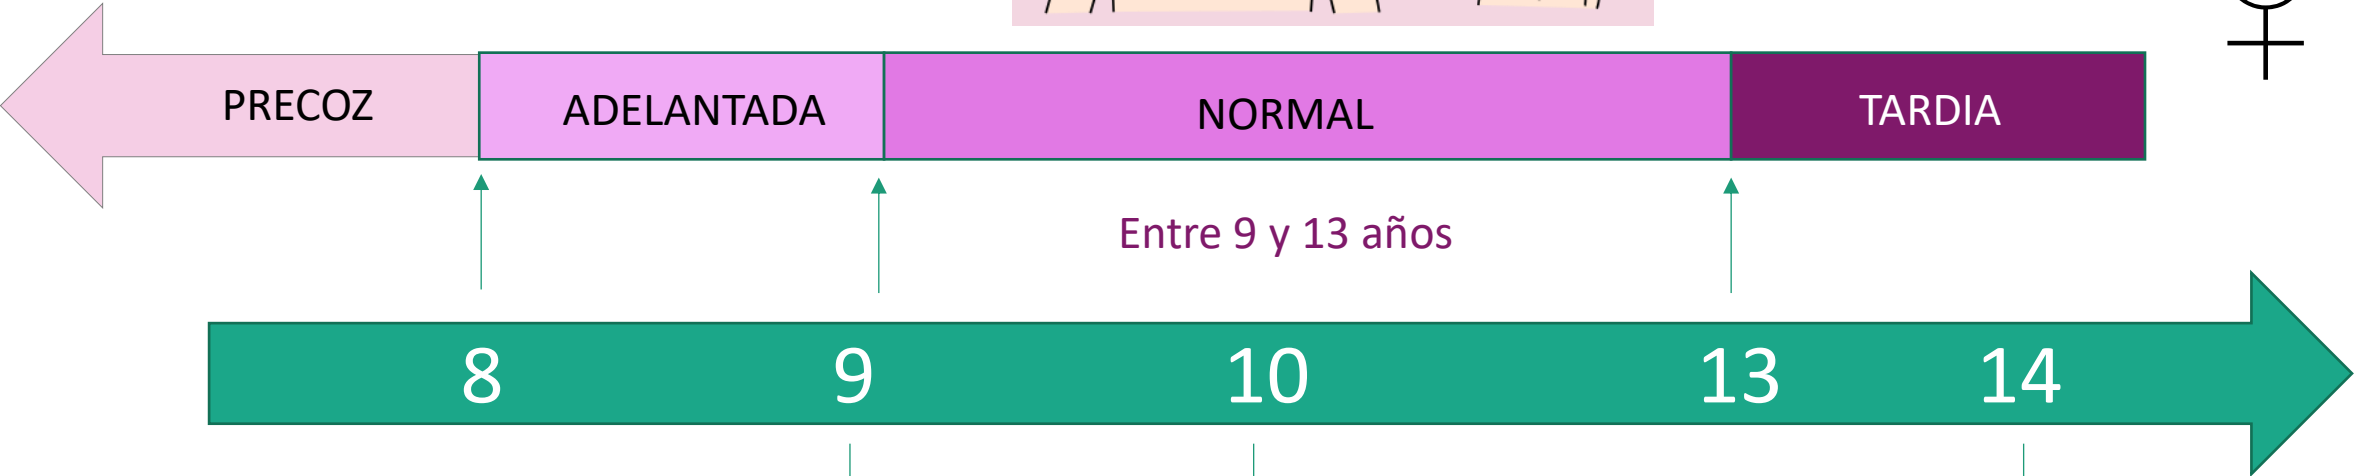 PRECOZ
ADELANTADA
NORMAL
TARDIA
Entre 9 y 13 años
8
9
10
13
14